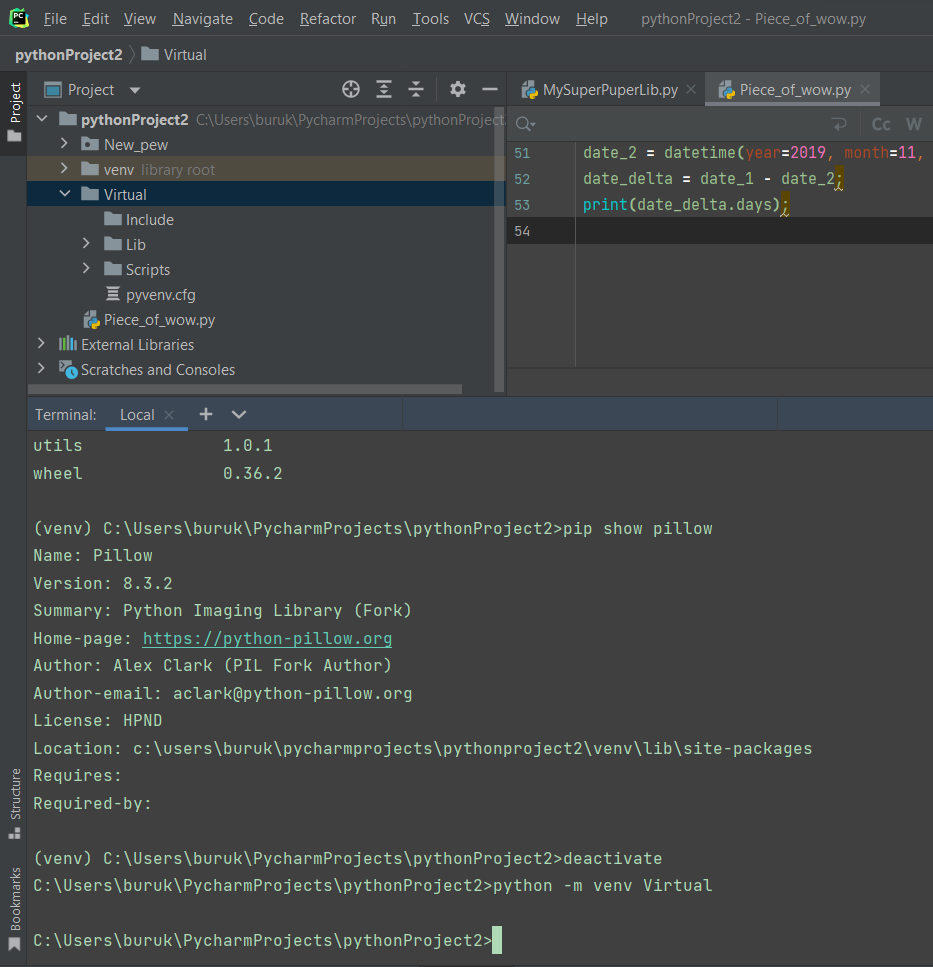 PC File Edit View Navigate Code Refactor Run Tools VCS Window Help pythonProject2 - Piece_of_wow.py
pythonProject2 Virtual
Project
Project
MySuperPuperLib.py Piece_of_wow.py
pythonProject2 C:\Users\buruk\PycharmProjects\pythonProject
New_pew
venv library root
Virtual
Include
Lib
Scripts
pyvenv.cfg
Piece_of_wow.py
External Libraries
Scratches and Consoles
Cc W
51 date_2 = datetime(year=2019, month=11,
52 date_delta = date_1 - date_2;
53 print(date_delta.days);
54
Terminal: Local
utils 1.0.1
wheel 0.36.2
(venv) C:\Users\buruk\PycharmProjects\pythonProject2>pip show pillow
Name: Pillow
Version: 8.3.2
Summary: Python Imaging Library (Fork)
Home-page: https://python-pillow.org
Author: Alex Clark (PIL Fork Author)
Author-email: aclark@python-pillow.org
License: HPND
Location: c:\users\buruk\pycharmprojects\pythonproject2\venv\lib\site-packages
Requires:
Required-by:
(venv) C:\Users\buruk\PycharmProjects\pythonProject2>deactivate
C:\Users\buruk\PycharmProjects\pythonProject2>python -m venv Virtual
C:\Users\buruk\PycharmProjects\pythonProject2>
Structure
Bookmarks